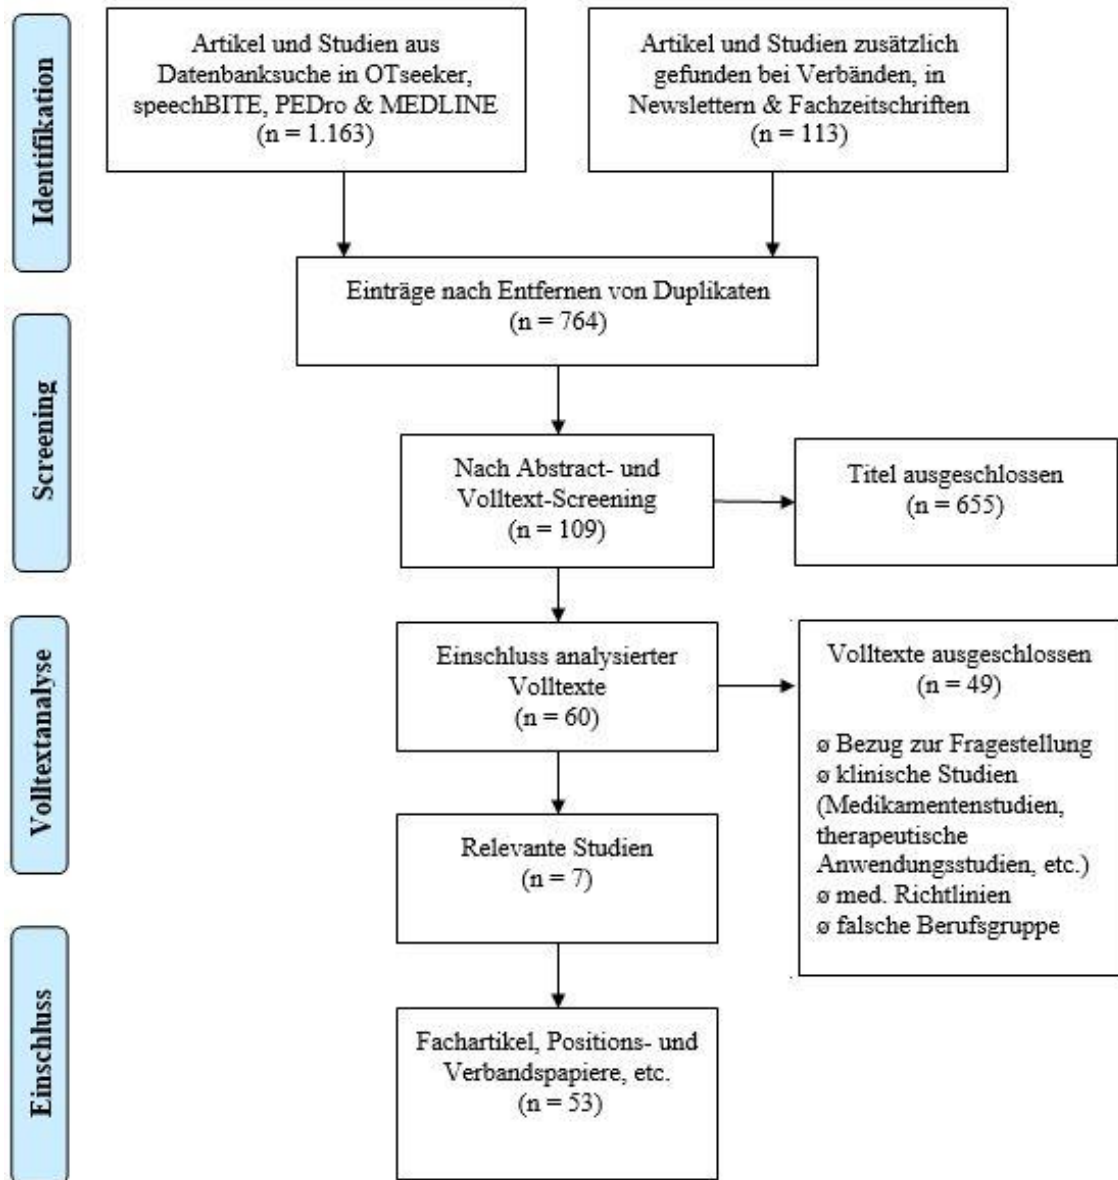 Identifikation
Artikel und Studien aus
Datenbanksuche in OTseeker,
speechBITE, PEDro & MEDLINE
(n = 1.163)
Artikel und Studien zusätzlich
gefunden bei Verbänden, in
Newslettern & Fachzeitschriften
(n = 113)
Einträge nach Entfernen von Duplikaten
(n = 764)
Screening
Nach Abstract- und
Volltext-Screening
(n = 109)
Titel ausgeschlossen
(n = 655)
Volltextanalyse
Einschluss analysierter
Volltexte
(n = 60)
Volltexte ausgeschlossen
(n = 49)
ø Bezug zur Fragestellung
ø klinische Studien
(Medikamentenstudien,
therapeutische
Anwendungsstudien, etc.)
ø med. Richtlinien
ø falsche Berufsgruppe
Relevante Studien
(n = 7)
Einschluss
Fachartikel, Positions- und
Verbandspapiere, etc.
(n = 53)